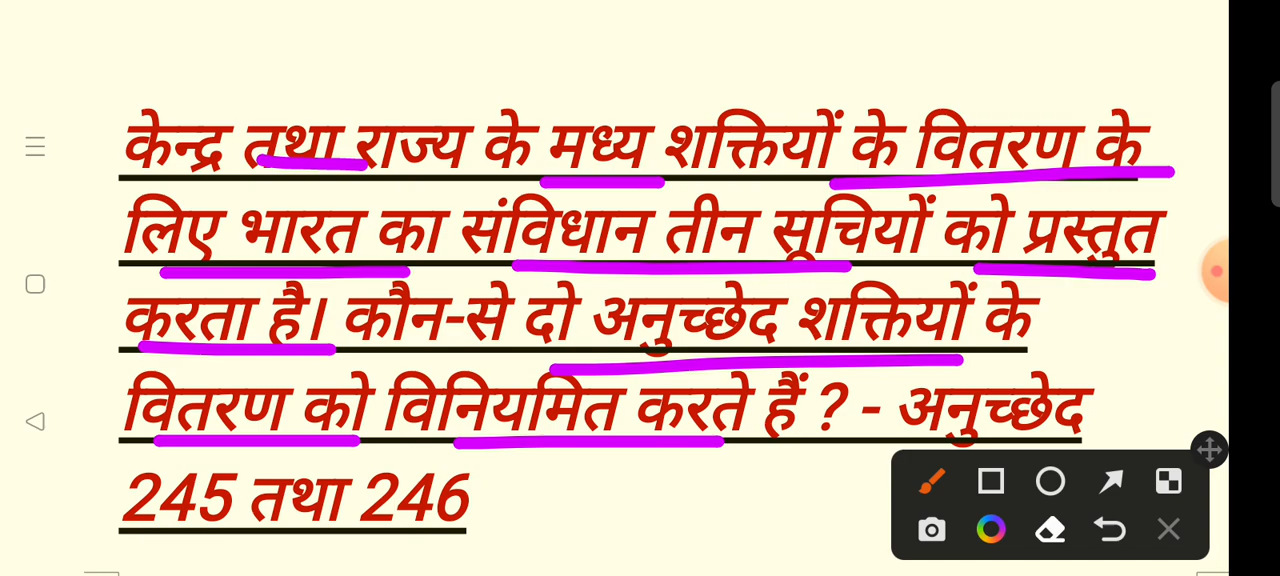 केन्द्र तथा राज्य के मध्य शक्तियों के वितरण के
लिए भारत का संविधान तीन सूचियों को प्रस्तुत
करता है। कौन-से दो अनुच्छेद शक्तियों के
वितरण को विनियमित करते हैं ? - अनुच्छेद
245 तथा 246